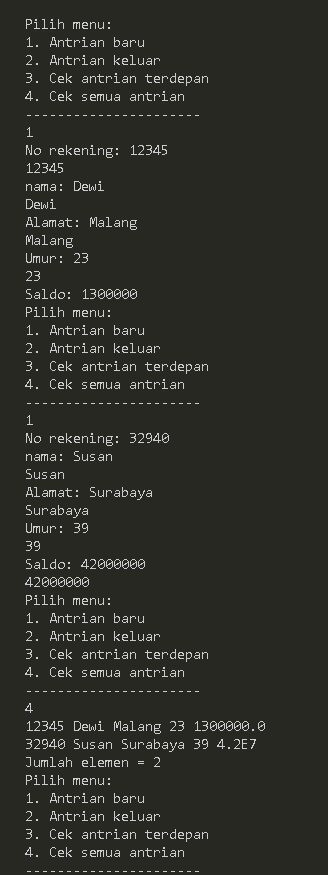 Pilih menu:
1. Antrian baru
2. Antrian keluar
3. Cek antrian terdepan
4. Cek semua antrian
----------------------
1
No rekening: 12345
12345
nama: Dewi
Dewi
Alamat: Malang
Malang
Umur: 23
23
Saldo: 1300000
Pilih menu:
1. Antrian baru
2. Antrian keluar
3. Cek antrian terdepan
4. Cek semua antrian
----------------------
1
No rekening: 32940
nama: Susan
Susan
Alamat: Surabaya
Surabaya
Umur: 39
39
Saldo: 42000000
42000000
Pilih menu:
1. Antrian baru
2. Antrian keluar
3. Cek antrian terdepan
4. Cek semua antrian
----------------------
4
12345 Dewi Malang 23 1300000.0
32940 Susan Surabaya 39 4.2E7
Jumlah elemen = 2
Pilih menu:
1. Antrian baru
2. Antrian keluar
3. Cek antrian terdepan
4. Cek semua antrian
----------------------